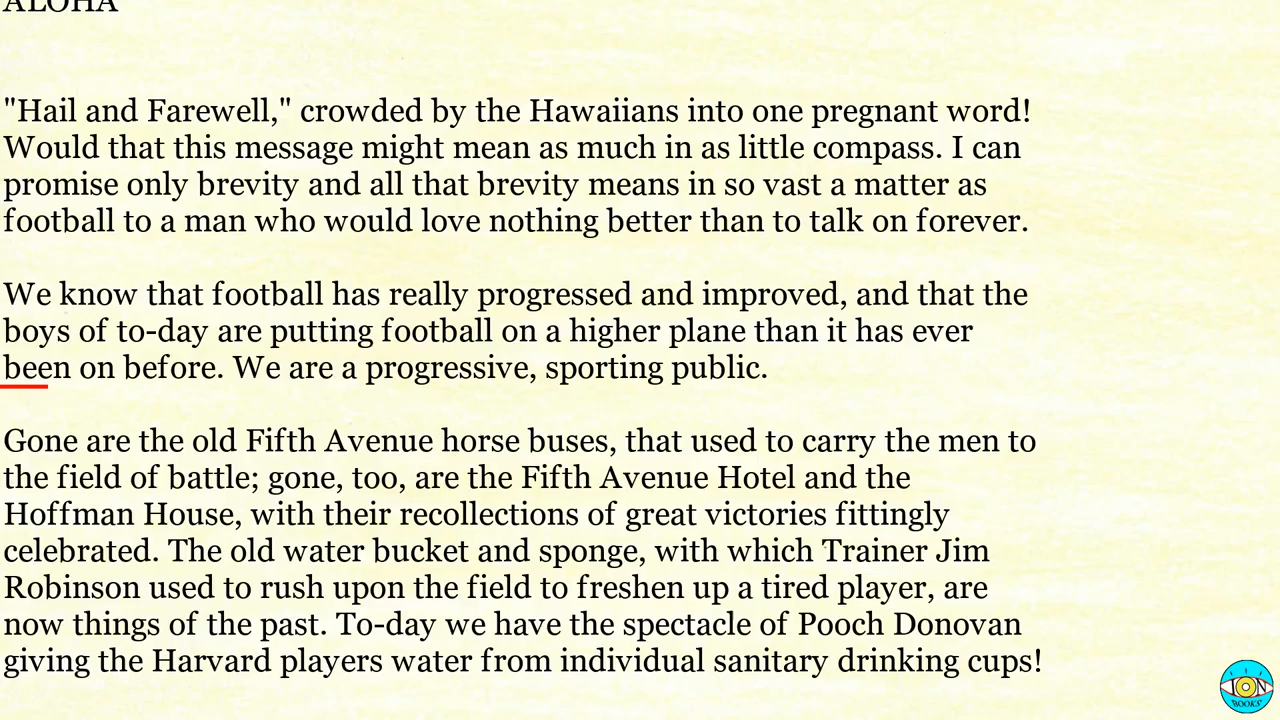 ALOHA
"Hail and Farewell," crowded by the Hawaiians into one pregnant word!
Would that this message might mean as much in as little compass. I can
promise only brevity and all that brevity means in so vast a matter as
football to a man who would love nothing better than to talk on forever.
We know that football has really progressed and improved, and that the
boys of to-day are putting football on a higher plane than it has ever
been on before. We are a progressive, sporting public.
Gone are the old Fifth Avenue horse buses, that used to carry the men to
the field of battle; gone, too, are the Fifth Avenue Hotel and the
Hoffman House, with their recollections of great victories fittingly
celebrated. The old water bucket and sponge, with which Trainer Jim
Robinson used to rush upon the field to freshen up a tired player, are
now things of the past. To-day we have the spectacle of Pooch Donovan
giving the Harvard players water from individual sanitary drinking cups!
ION
BOOKS